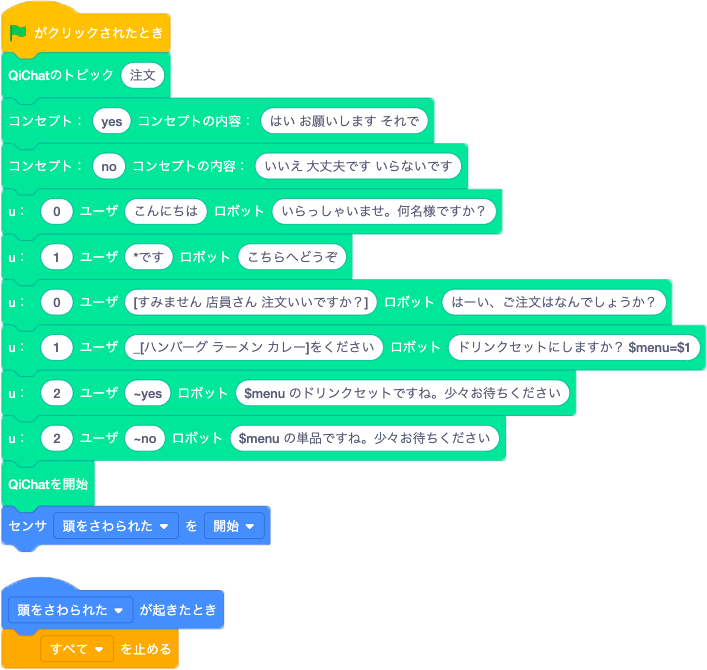 がクリックされたとき
QiChatのトピック 注文
コンセプト： yes コンセプトの内容： はい お願いします それで
コンセプト： no コンセプトの内容： いいえ 大丈夫です いらないです
u： 0 ユーザ こんにちは ロボット いらっしゃいませ。何名様ですか？
u： 1 ユーザ *です ロボット こちらへどうぞ
u： 0 ユーザ [すみません 店員さん 注文いいですか？] ロボット はーい、ご注文はなんでしょうか？
u： 1 ユーザ _[ハンバーグ ラーメン カレー]をください ロボット ドリンクセットにしますか？ $menu=$1
u： 2 ユーザ ~yes ロボット $menu のドリンクセットですね。少々お待ちください
u： 2 ユーザ ~no ロボット $menu の単品ですね。少々お待ちください
QiChatを開始
センサ 頭をさわられた を 開始
頭をさわられた が起きたとき
すべて を止める